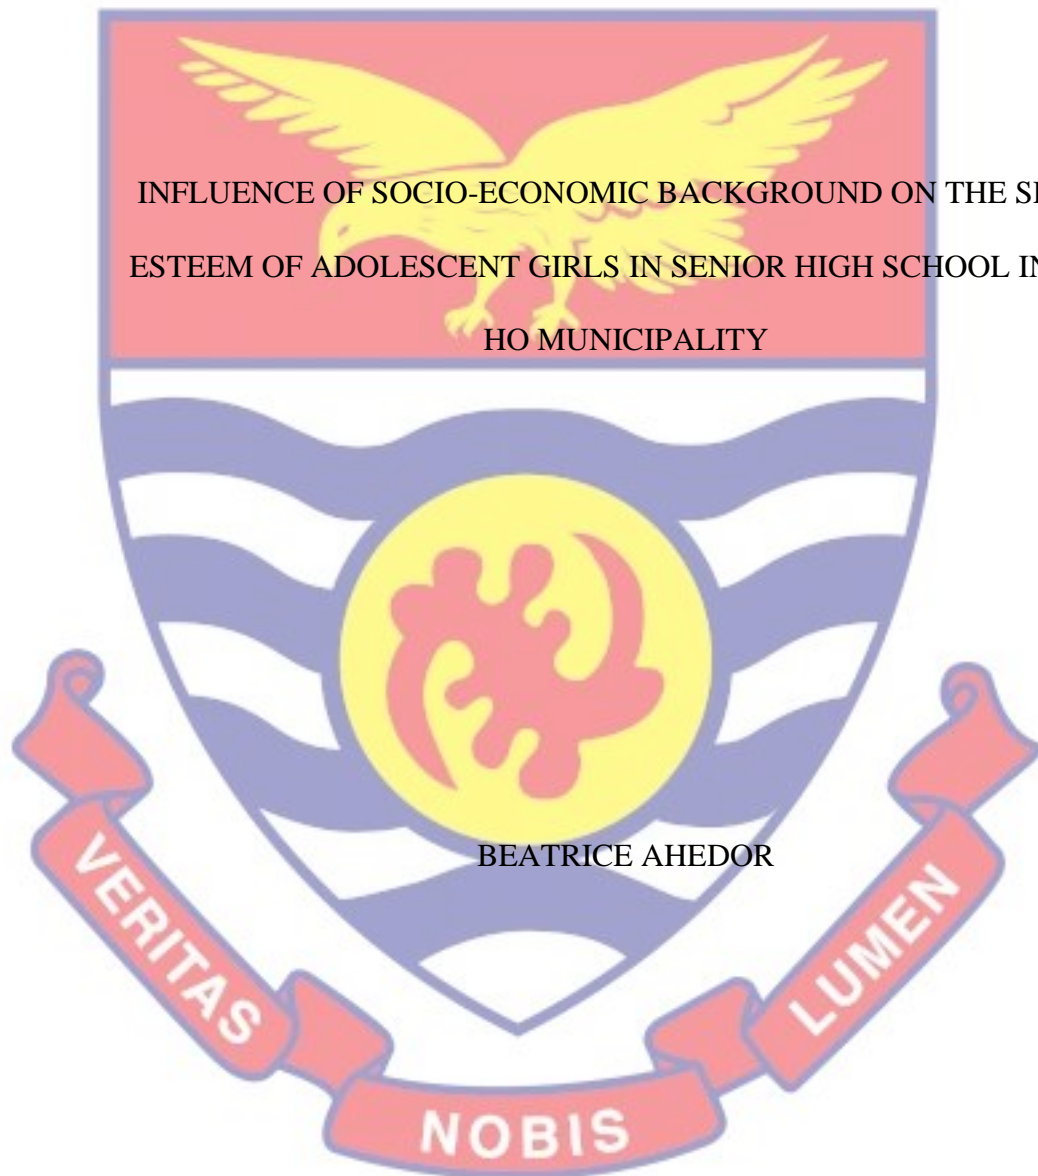 INFLUENCE OF SOCIO-ECONOMIC BACKGROUND ON THE
ESTEEM OF ADOLESCENT GIRLS IN SENIOR HIGH SCHOOL IN
HO MUNICIPALITY
BEATRICE AHEDOR
VERITAS
NOBIS
LUMEN